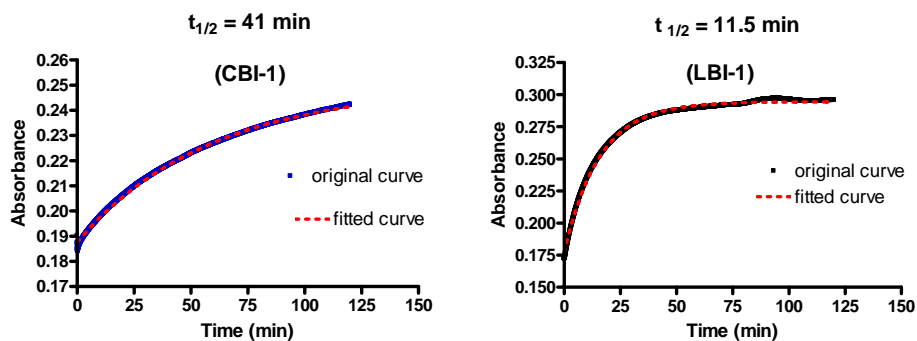 t1/2 = 41 min
(CBI-1)
Absorbance
0.26
0.25
0.24
0.23
0.22
0.21
0.20
0.19
0.18
0.17
original curve
fitted curve
0 25 50 75 100 125 150
Time (min)
t 1/2 = 11.5 min
(LBI-1)
Absorbance
0.325
0.300
0.275
0.250
0.225
0.200
0.175
0.150
original curve
fitted curve
0 25 50 75 100 125 150
Time (min)